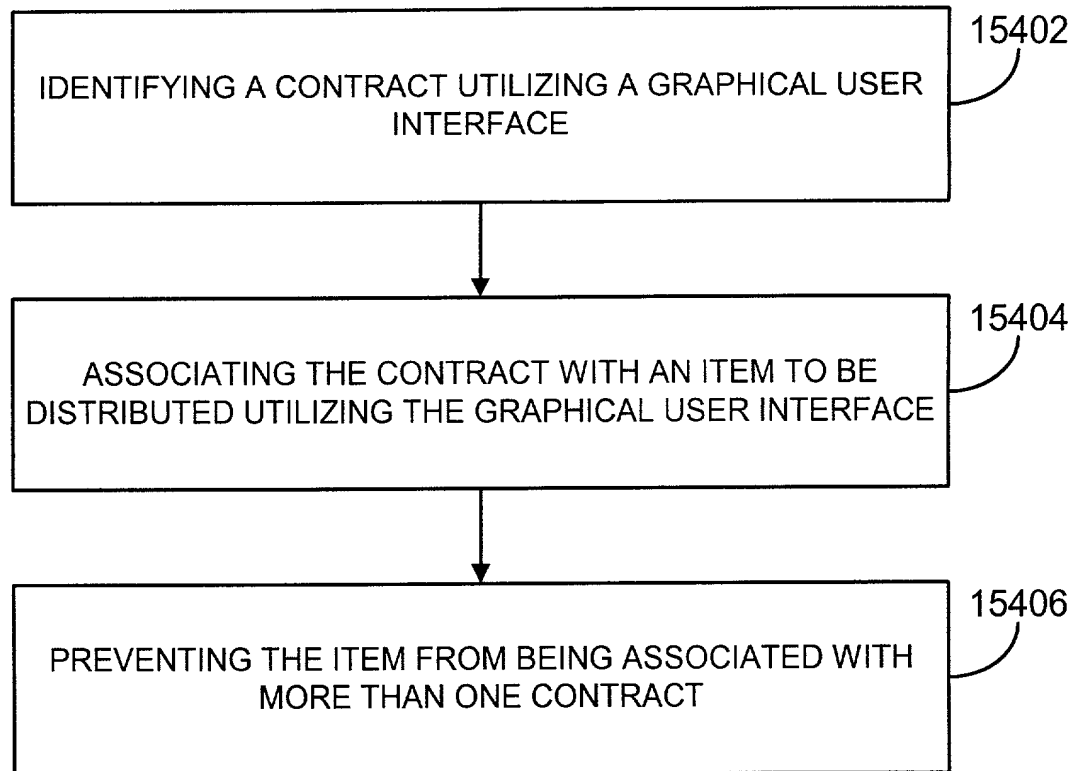 15402
IDENTIFYING A CONTRACT UTILIZING A GRAPHICAL USER
INTERFACE
15404
ASSOCIATING THE CONTRACT WITH AN ITEM TO BE
DISTRIBUTED UTILIZING THE GRAPHICAL USER INTERFACE
15406
PREVENTING THE ITEM FROM BEING ASSOCIATED WITH
MORE THAN ONE CONTRACT